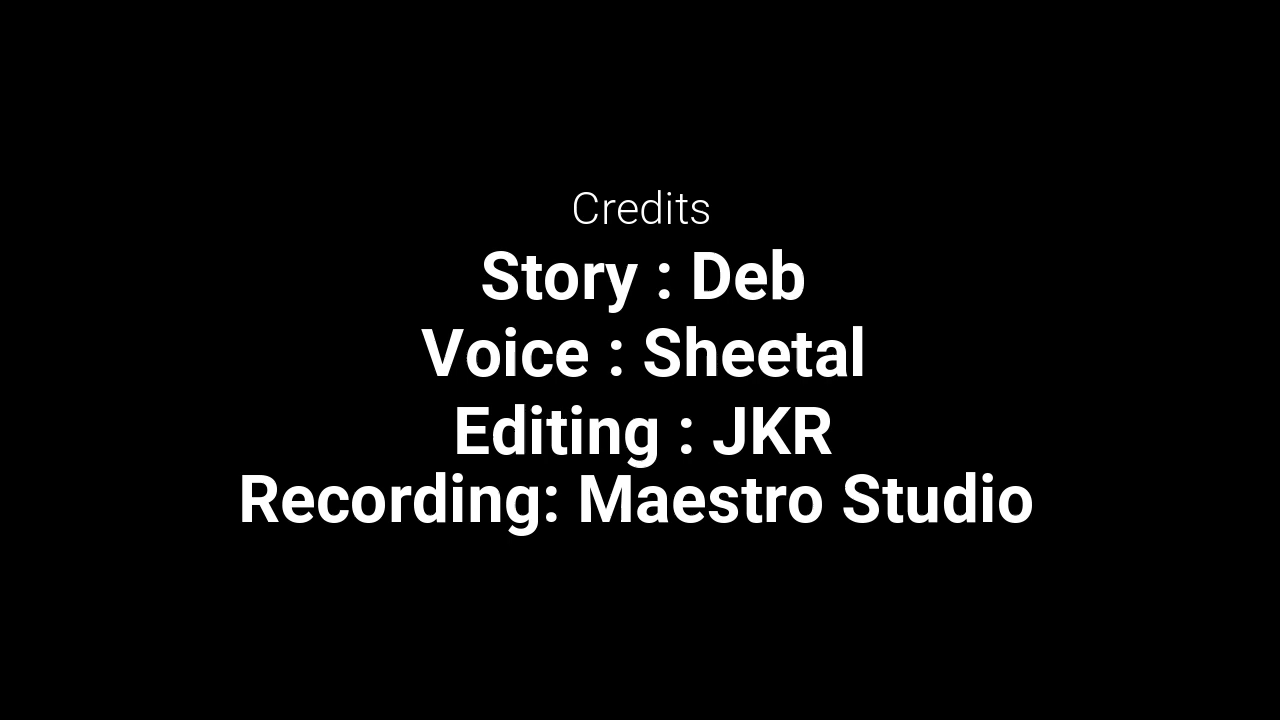 Credits
Story : Deb
Voice : Sheetal
Editing : JKR
Recording: Maestro Studio